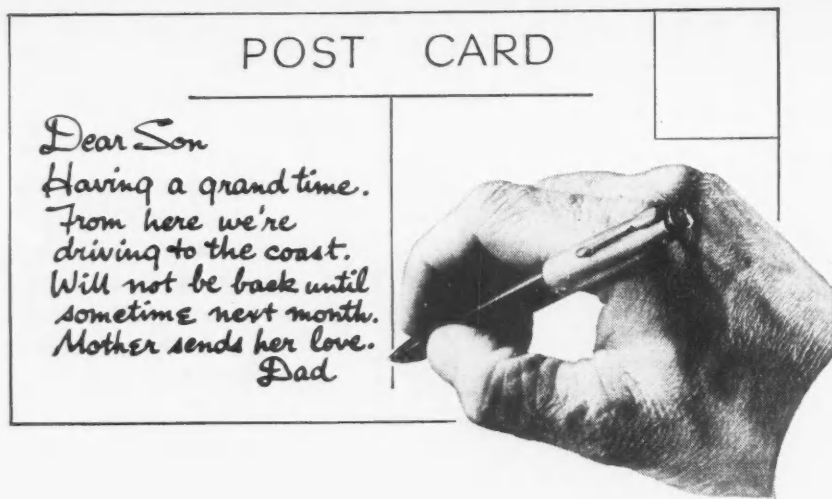 POST CARD
Dear Son
Having a grand time.
From here we're
driving to the coast.
Will not be back until
sometime next month.
Mother sends her love.
Dad